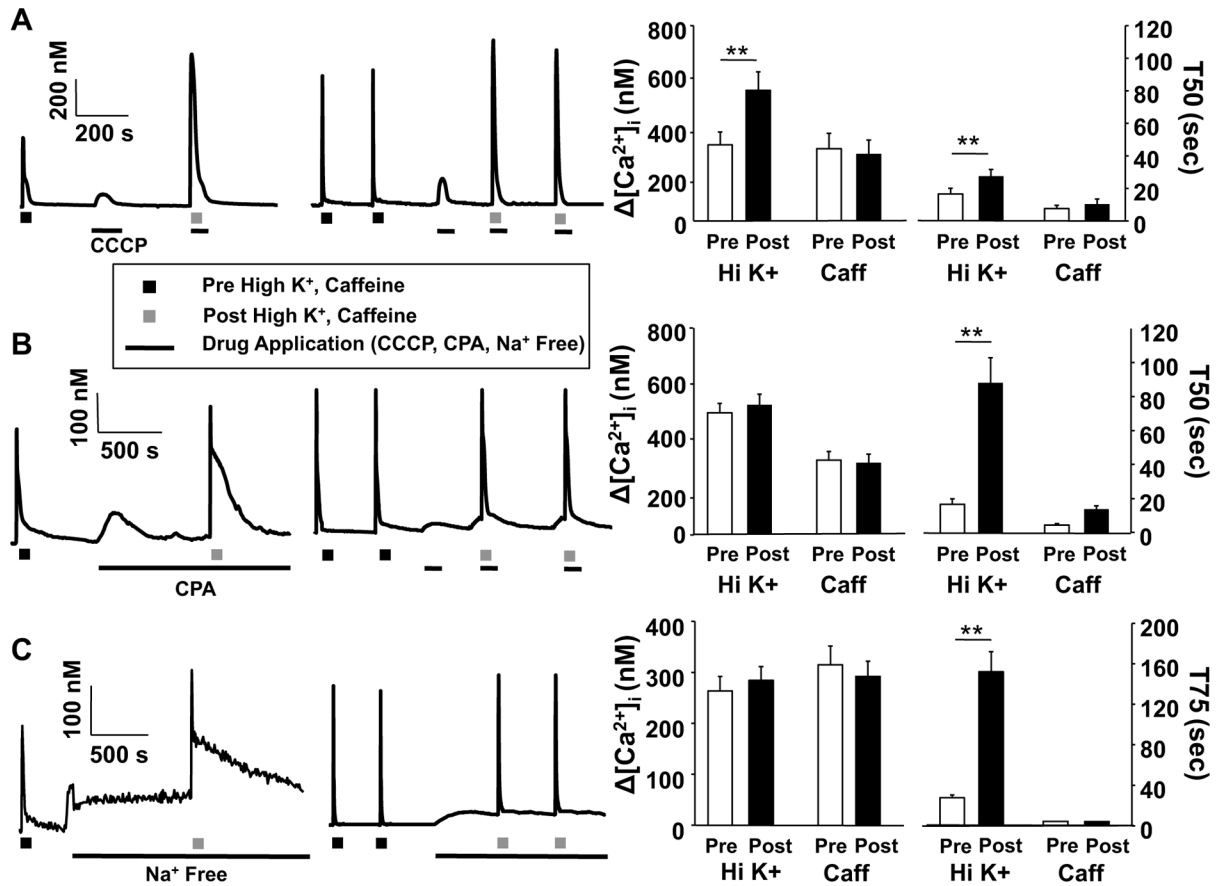 A
200 nM
200 s
CCCP
Δ[Ca²⁺]ᵢ (nM)
800
600
400
200
0
**
Pre Post Pre Post
Hi K+ Caff
**
Pre Post Pre Post
Hi K+ Caff
120
100
80
60
40
20
0
T50 (sec)
Pre High K⁺, Caffeine
Post High K⁺, Caffeine
Drug Application (CCCP, CPA, Na⁺ Free)
B
100 nM
500 s
CPA
Δ[Ca²⁺]ᵢ (nM)
800
600
400
200
0
Pre Post Pre Post
Hi K+ Caff
**
Pre Post Pre Post
Hi K+ Caff
120
100
80
60
40
20
0
T50 (sec)
C
100 nM
500 s
Na⁺ Free
Δ[Ca²⁺]ᵢ (nM)
400
300
200
100
0
Pre Post Pre Post
Hi K+ Caff
**
Pre Post Pre Post
Hi K+ Caff
200
160
120
80
40
0
T75 (sec)